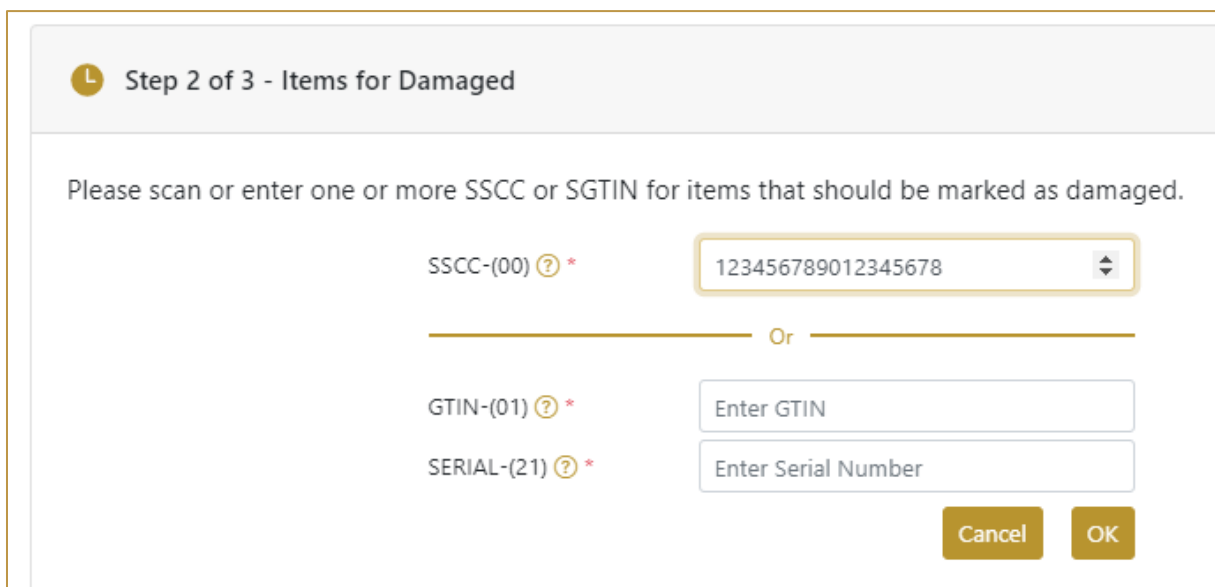 Step 2 of 3 - Items for Damaged
Please scan or enter one or more SSCC or SGTIN for items that should be marked as damaged.
SSCC-(00) ? * 123456789012345678
Or
GTIN-(01) ? * Enter GTIN
SERIAL-(21) ? * Enter Serial Number
Cancel OK